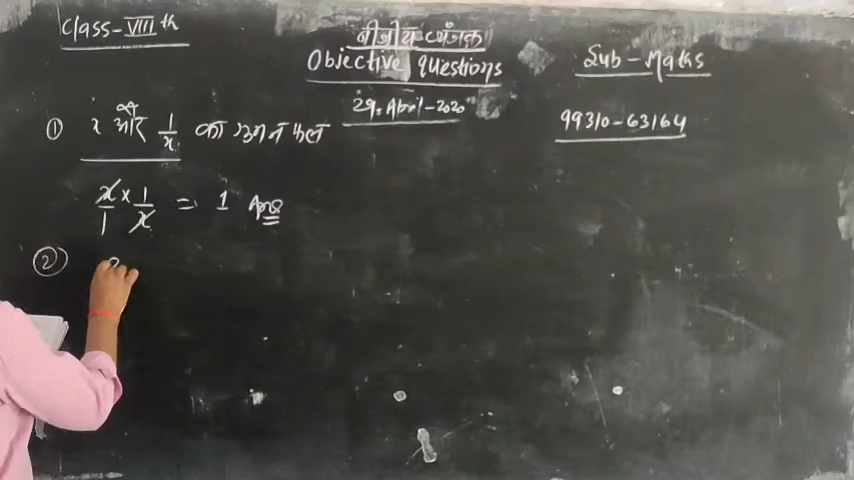 Class-VIII th
बीजीय व्यंजक
Objective questions
Sub-Maths
29-April-2020
99310-63164
① x और 1/x का गुणनफल
x/1 × 1/x = 1 Ans
②